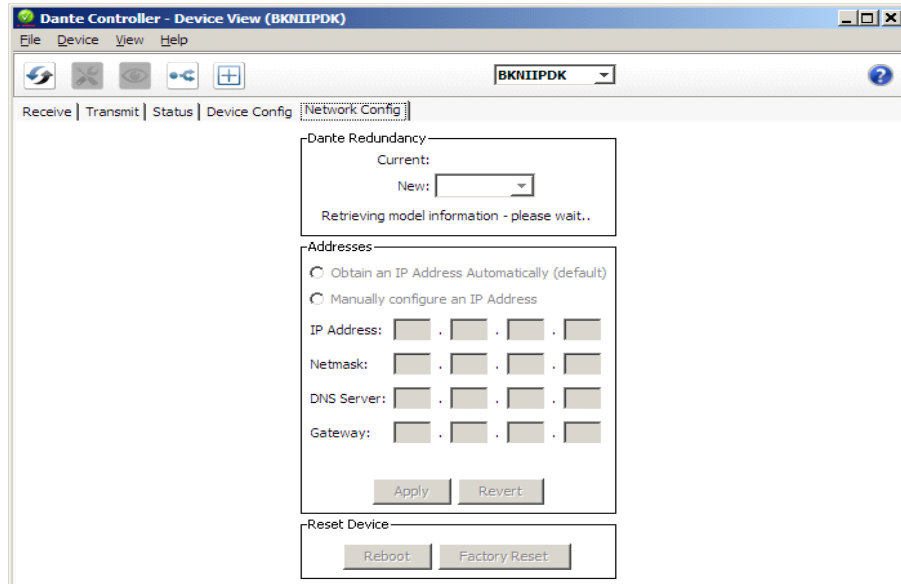 Dante Controller - Device View (BKNIIPDK)
File Device View Help
BKNIIPDK
Receive Transmit Status Device Config Network Config
Dante Redundancy
Current:
New:
Retrieving model information - please wait..
Addresses
Obtain an IP Address Automatically (default)
Manually configure an IP Address
IP Address: . . .
Netmask: . . .
DNS Server: . . .
Gateway: . . .
Apply Revert
Reset Device
Reboot Factory Reset